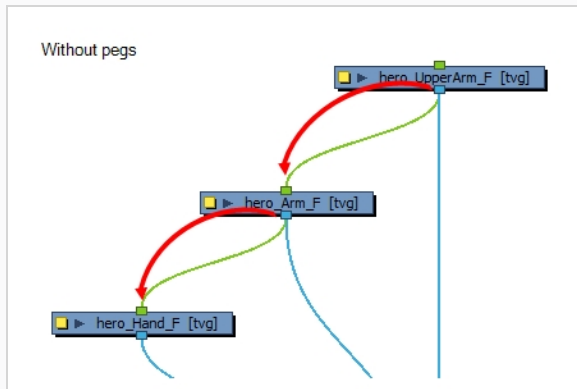 Without pegs
hero_UpperArm_F [tvg]
hero_Arm_F [tvg]
hero_Hand_F [tvg]